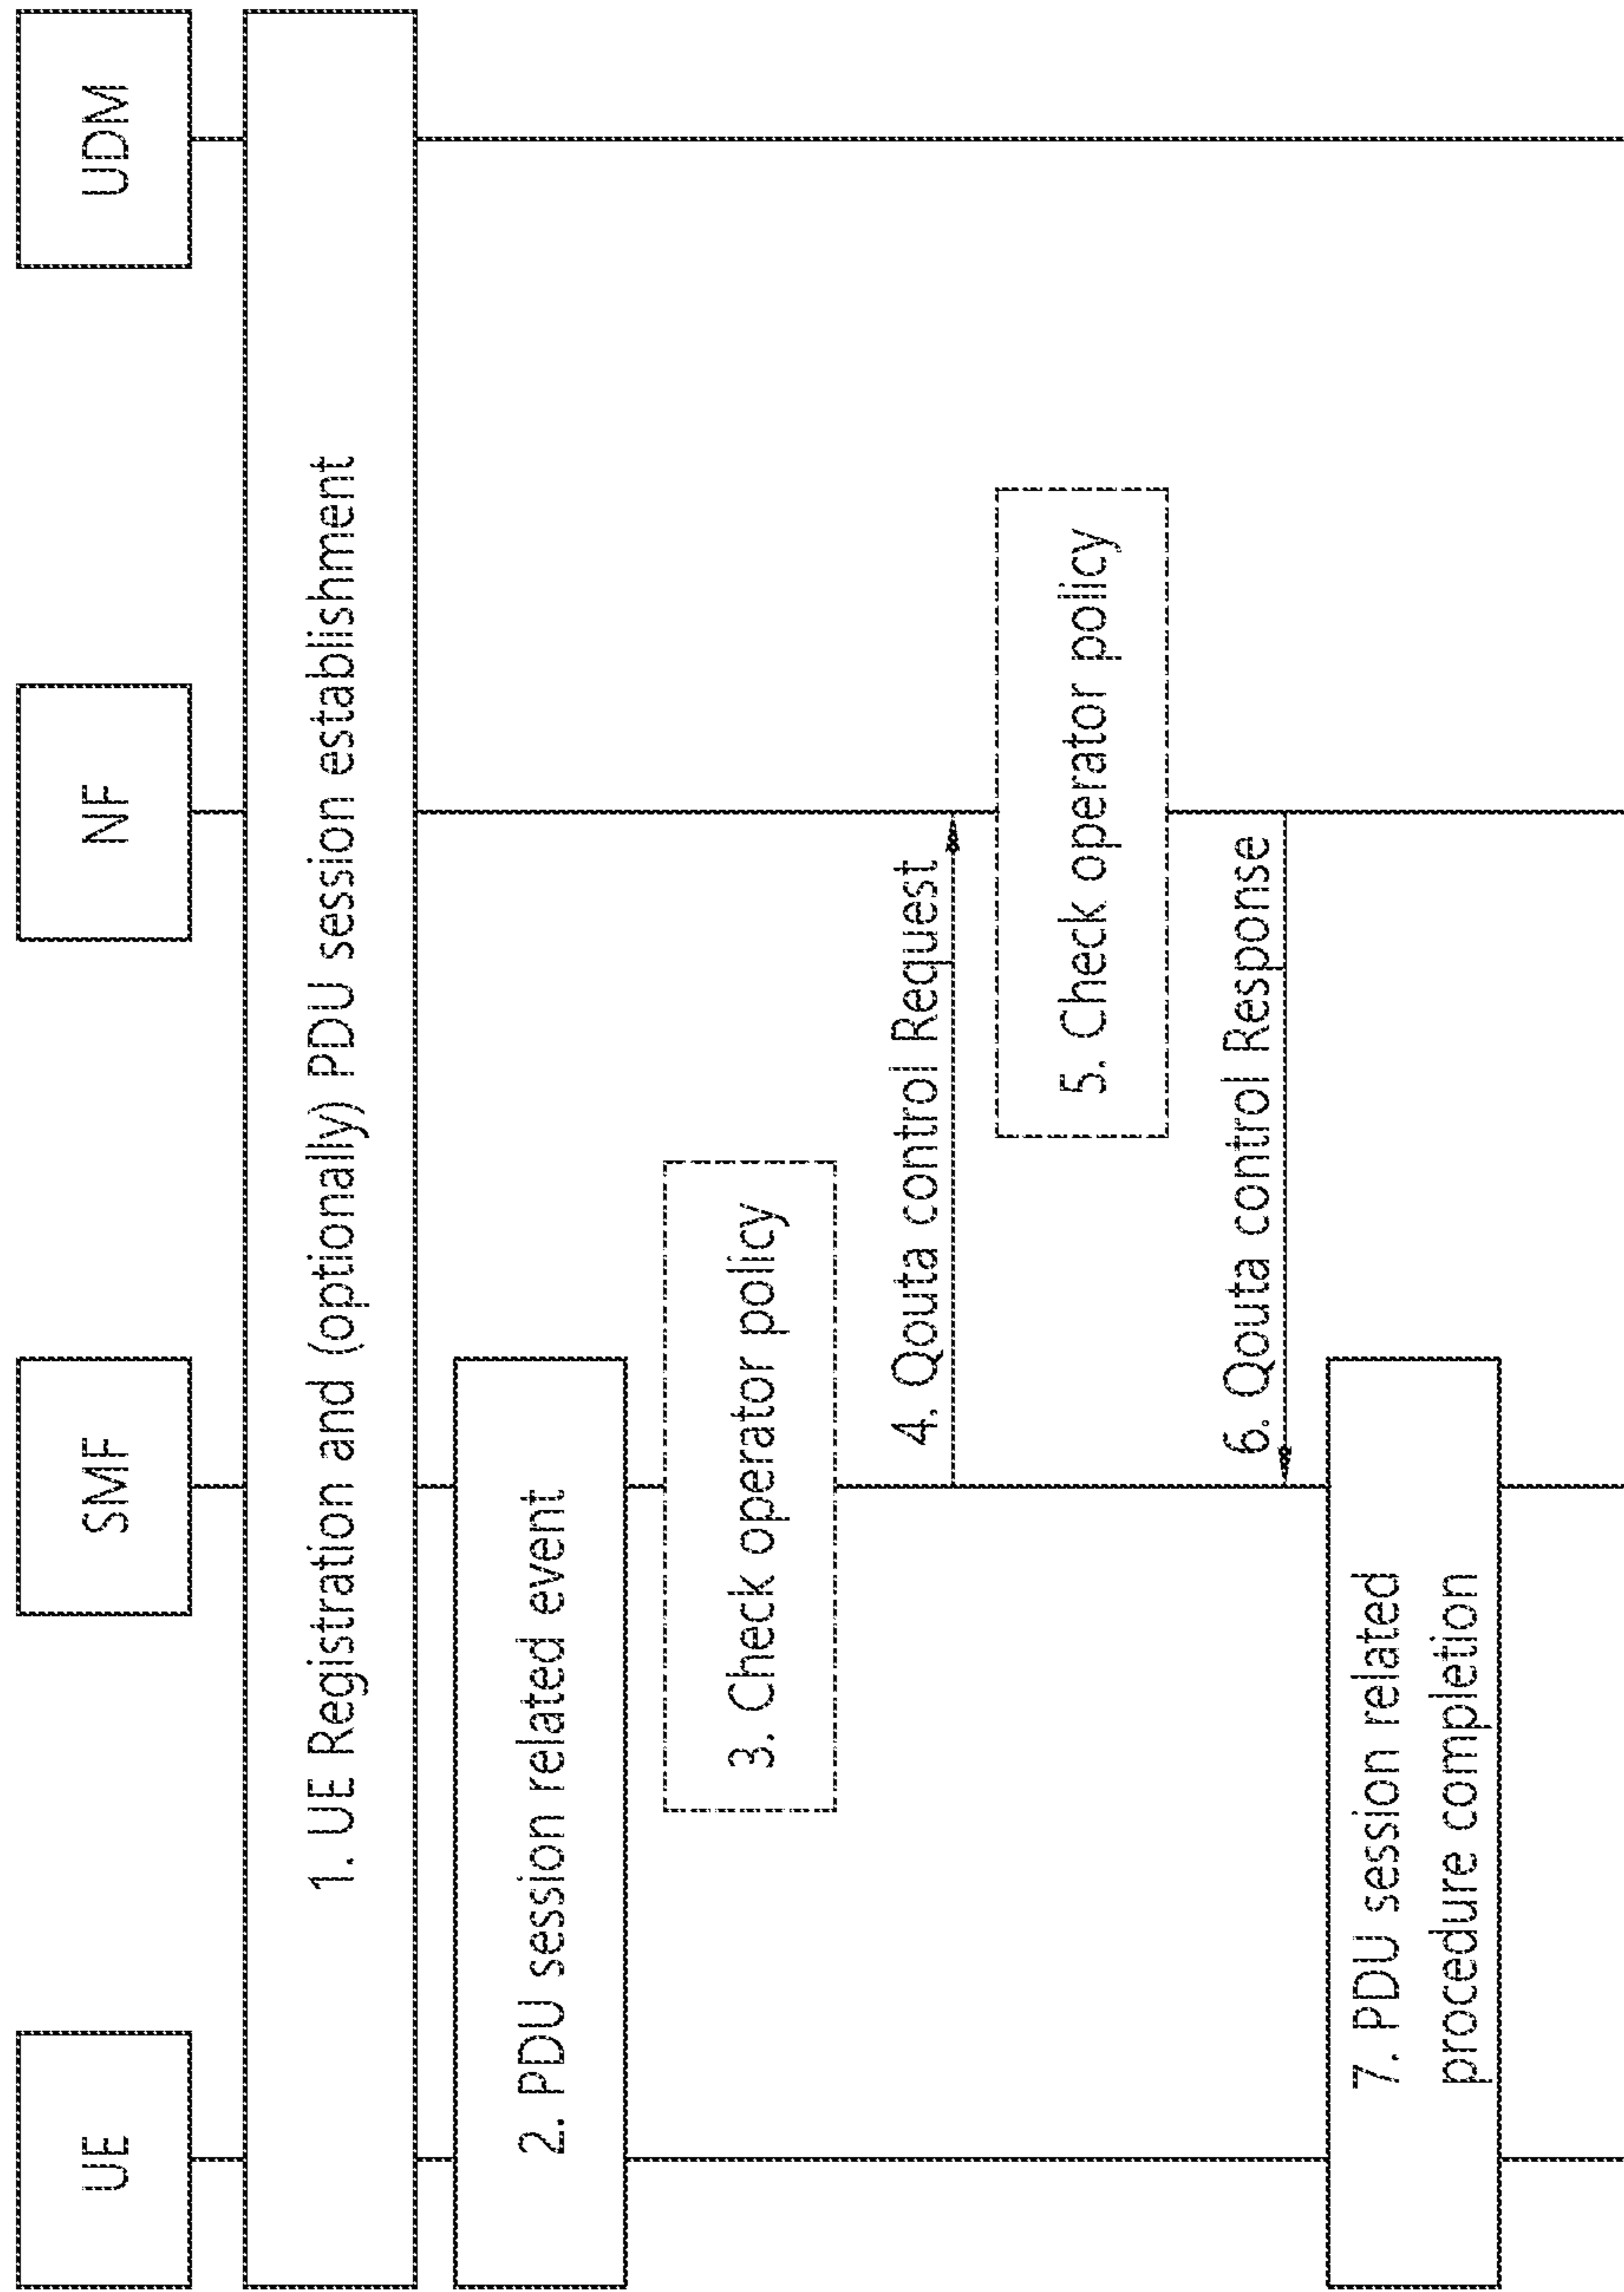 UE
SMF
NF
UDM
1. UE Registration and (optionally) PDU session establishment
2. PDU session related event
3. Check operator policy
4. Qouta control Request
5. Check operator policy
6. Qouta control Response
7. PDU session related
procedure completion